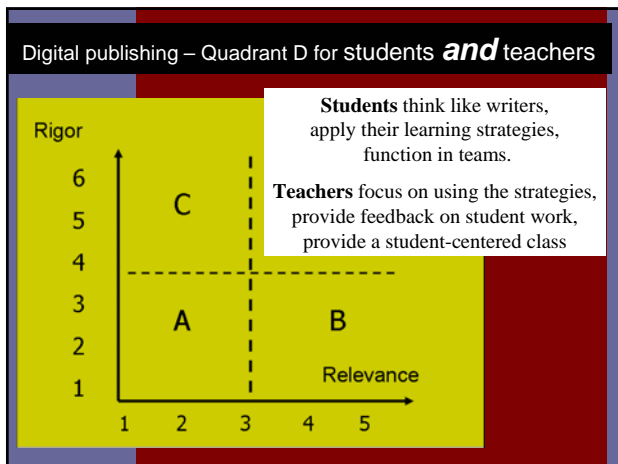 Digital publishing – Quadrant D for students and teachers
Students think like writers,
apply their learning strategies,
function in teams.
Teachers focus on using the strategies,
provide feedback on student work,
provide a student-centered class
Rigor
6
5
4
3
2
1
C
A
B
Relevance
1 2 3 4 5